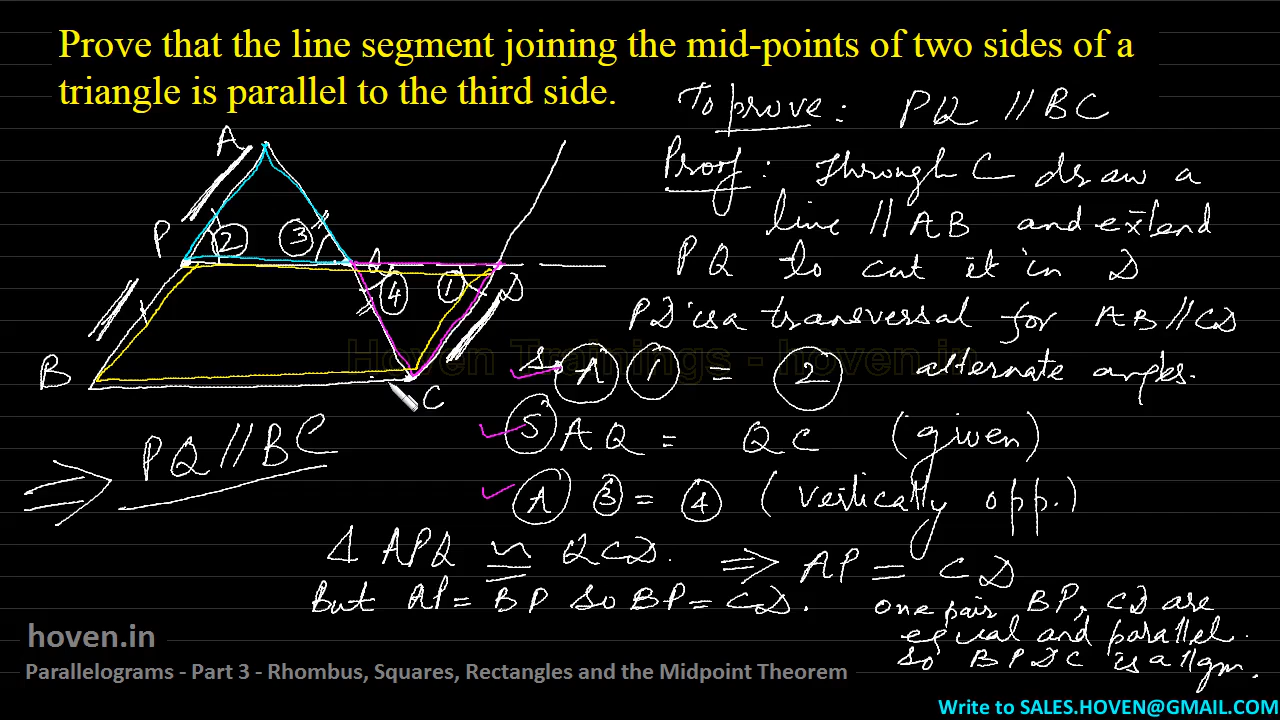 Prove that the line segment joining the mid-points of two sides of a
triangle is parallel to the third side.
To prove: PQ // BC
Proof: Through C draw a
line // AB and extend
PQ to cut it in D
PD is a transversal for AB // CD
So A 1 = 2 alternate angles.
S AQ = QC (given)
A 3 = 4 (vertically opp.)
Δ APQ ≅ QCD. ⇒ AP = CD
But AP = BP so BP = CD.
one pair BP, CD are
equal and parallel.
so BPDC is a //gm.
⇒ PQ // BC
A
P
2
3
Q
4
1
D
B
C
Hoven Trainings - hoven.in
hoven.in
Parallelograms - Part 3 - Rhombus, Squares, Rectangles and the Midpoint Theorem
Write to SALES.HOVEN@GMAIL.COM